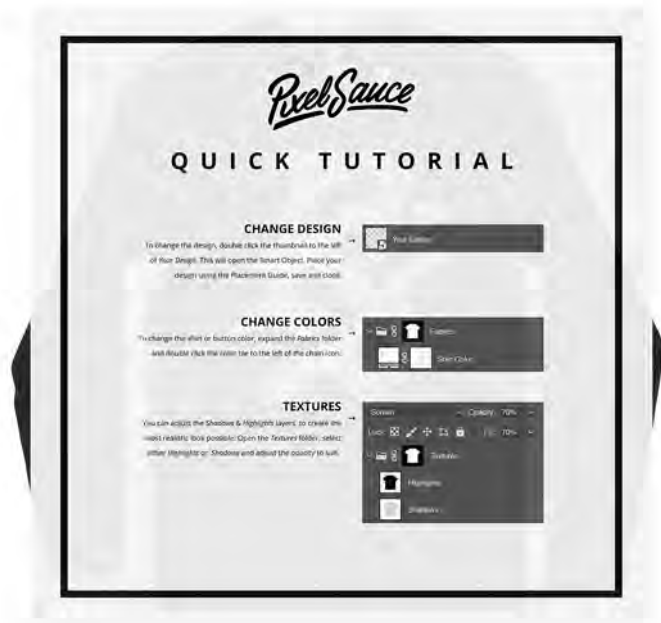 Pixel Sauce
QUICK TUTORIAL
CHANGE DESIGN
To change the design, double click the thumbnail to the left
of Your Design. This will open the Smart Object. Place your
design using the Placement Guide, save and close.
→
Your Design
CHANGE COLORS
To change the shirt or button color, expand the Fabrics folder
and double click the color tile to the left of the chain icon.
→
Fabrics
Shirt Color
TEXTURES
You can adjust the Shadows & Highlights layers, to create the
most realistic look possible. Open the Textures folder, select
either Highlights or Shadows and adjust the opacity to suit.
→
Screen Opacity: 70%
Lock: Fill: 70%
Textures
Highlights
Shadows